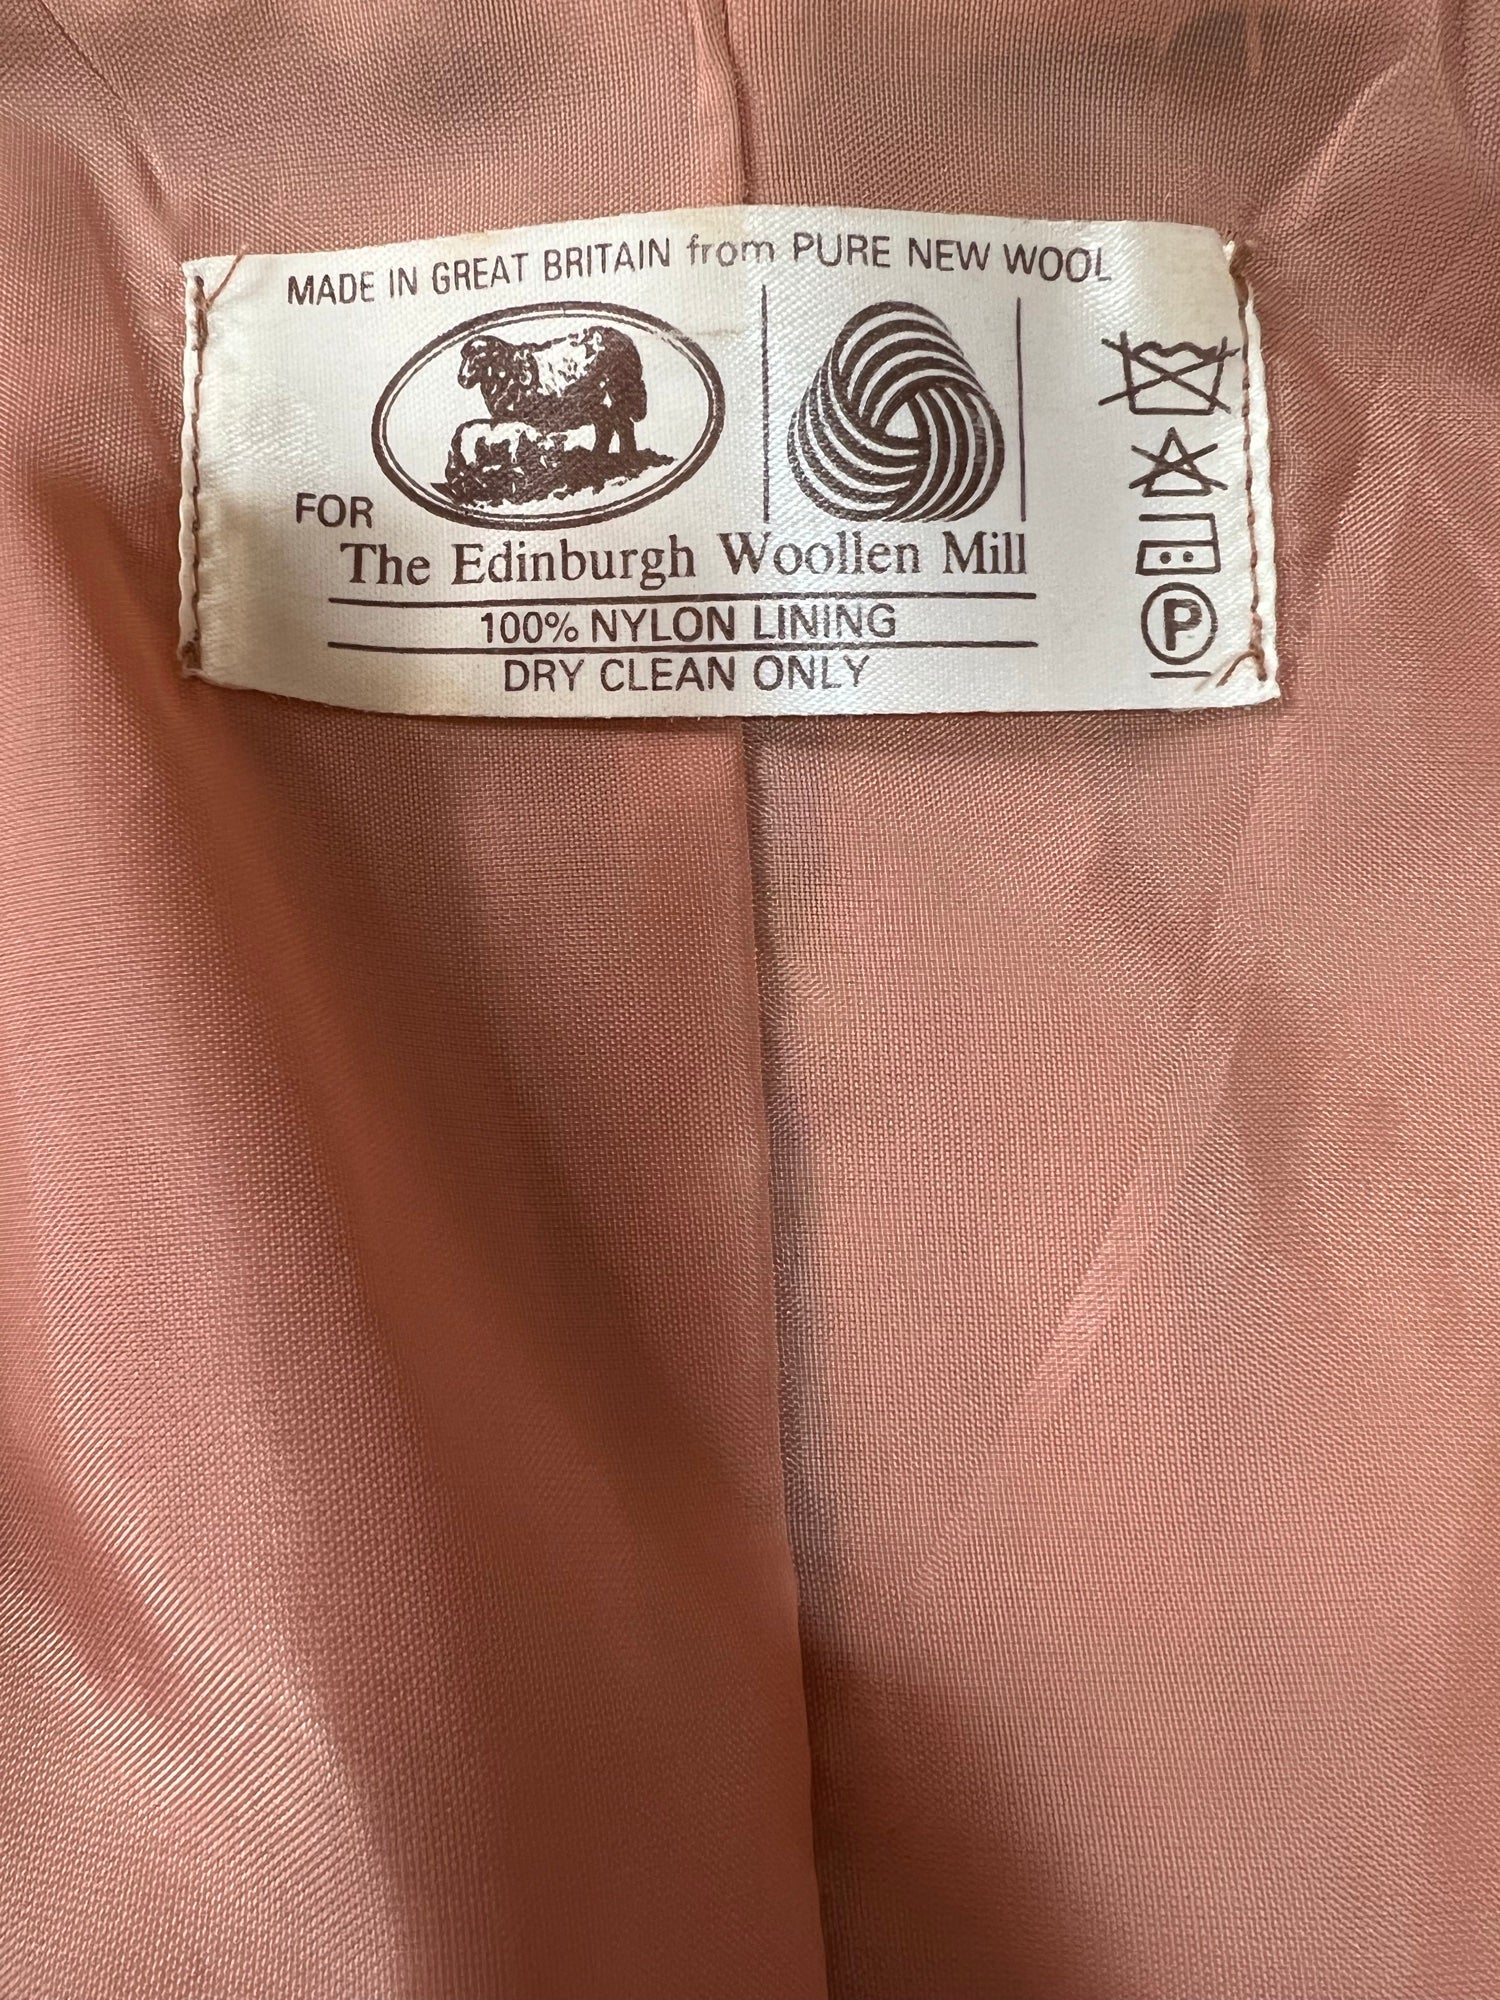 MADE IN GREAT BRITAIN from PURE NEW WOOL
FOR
The Edinburgh Woollen Mill
100% NYLON LINING
DRY CLEAN ONLY
P